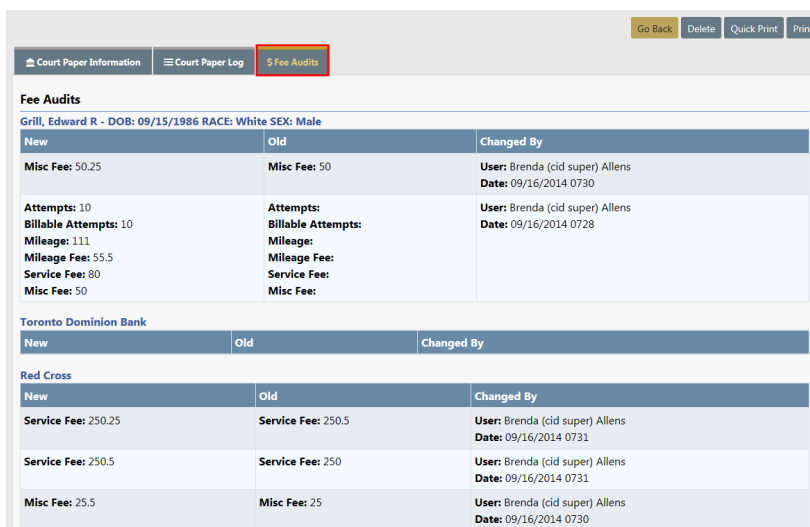 Go Back Delete Quick Print Prin
Court Paper Information Court Paper Log $ Fee Audits
Fee Audits
Grill, Edward R - DOB: 09/15/1986 RACE: White SEX: Male
New Old Changed By
Misc Fee: 50.25 Misc Fee: 50 User: Brenda (cid super) Allens
Date: 09/16/2014 0730
Attempts: 10 Attempts: User: Brenda (cid super) Allens
Billable Attempts: 10 Billable Attempts: Date: 09/16/2014 0728
Mileage: 111 Mileage:
Mileage Fee: 55.5 Mileage Fee:
Service Fee: 80 Service Fee:
Misc Fee: 50 Misc Fee:
Toronto Dominion Bank
New Old Changed By
Red Cross
New Old Changed By
Service Fee: 250.25 Service Fee: 250.5 User: Brenda (cid super) Allens
Date: 09/16/2014 0731
Service Fee: 250.5 Service Fee: 250 User: Brenda (cid super) Allens
Date: 09/16/2014 0731
Misc Fee: 25.5 Misc Fee: 25 User: Brenda (cid super) Allens
Date: 09/16/2014 0730